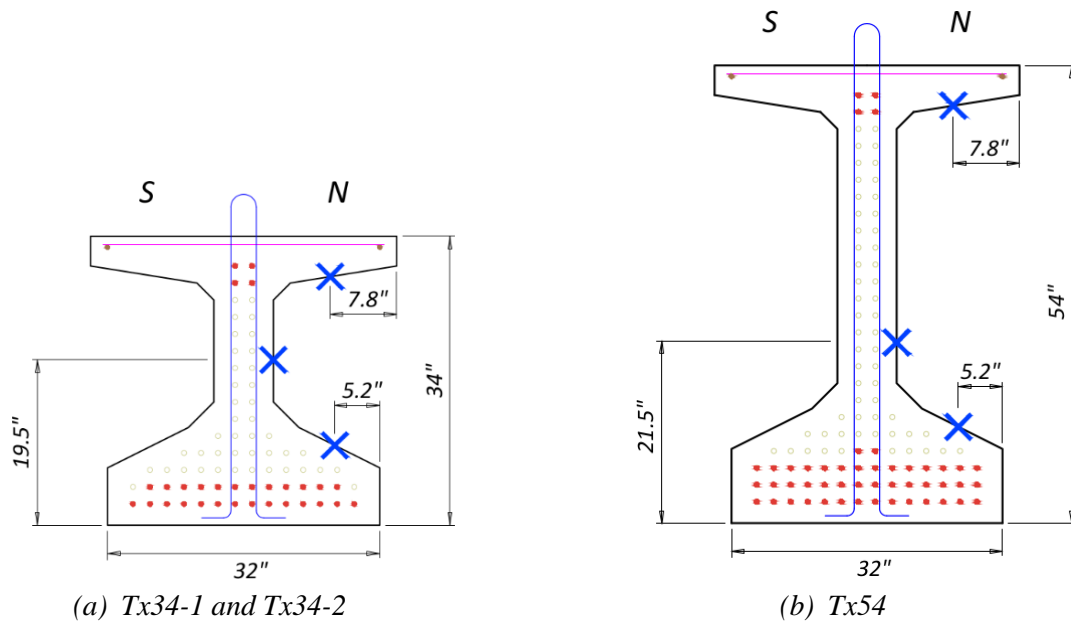 S N
7.8"
5.2"
34"
19.5"
32"
(a) Tx34-1 and Tx34-2
S N
7.8"
5.2"
54"
21.5"
32"
(b) Tx54